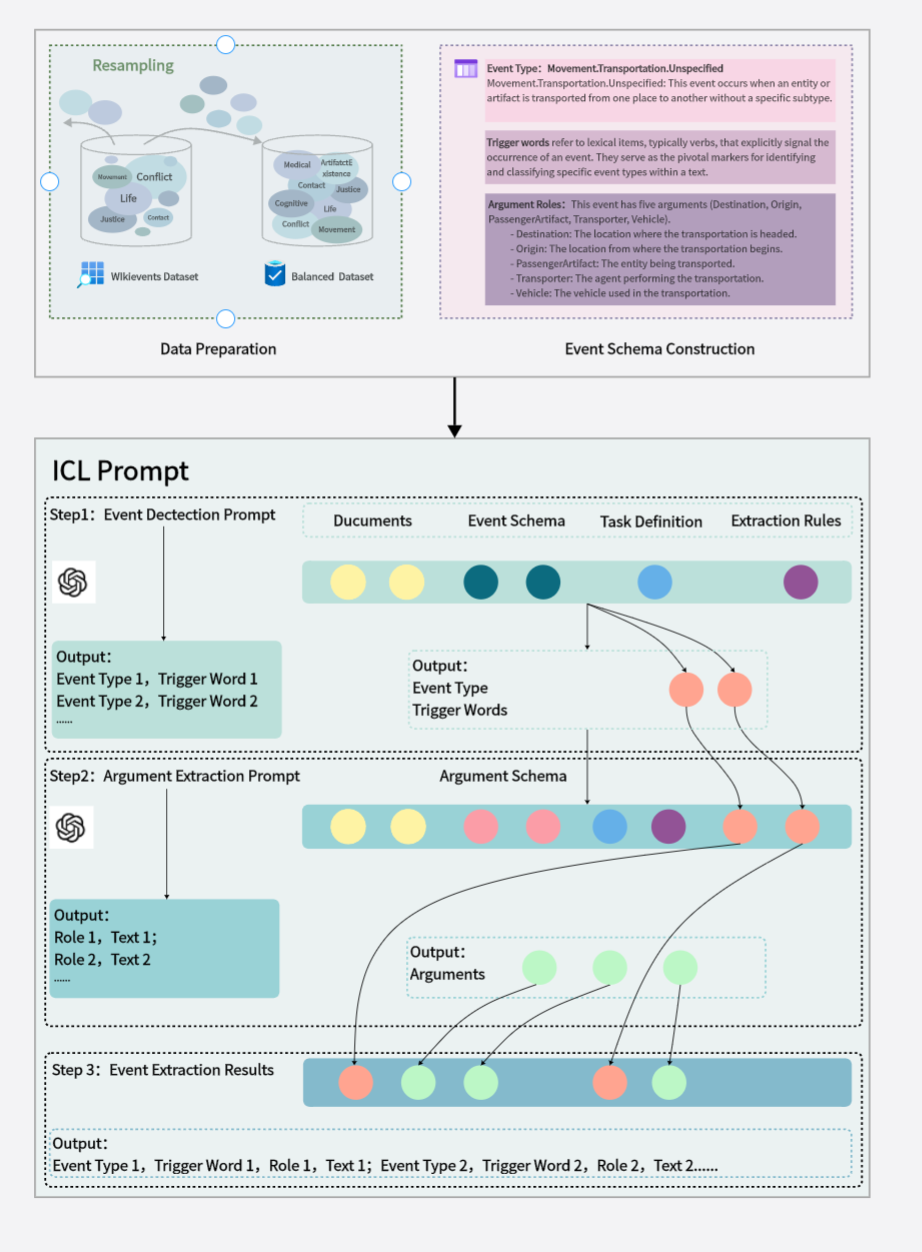 Resampling
Movement
Conflict
Life
Justice
Contact
Medical
ArtifatctE
xistance
Contact
Justice
Cognitive
Life
Conflict
Movement
WIkievents Dataset
Balanced Dataset
Data Preparation
Event Type： Movement.Transportation.Unspecified
Movement.Transportation.Unspecified: This event occurs when an entity or
artifact is transported from one place to another without a specific subtype.
Trigger words refer to lexical items, typically verbs, that explicitly signal the
occurrence of an event. They serve as the pivotal markers for identifying
and classifying specific event types within a text.
Argument Roles： This event has five arguments (Destination, Origin,
PassengerArtifact, Transporter, Vehicle).
- Destination: The location where the transportation is headed.
- Origin: The location from where the transportation begins.
- PassengerArtifact: The entity being transported.
- Transporter: The agent performing the transportation.
- Vehicle: The vehicle used in the transportation.
Event Schema Construction
ICL Prompt
Step1： Event Dectection Prompt
Ducuments
Event Schema
Task Definition
Extraction Rules
Output：
Event Type 1，Trigger Word 1
Event Type 2，Trigger Word 2
......
Output：
Event Type
Trigger Words
Step2： Argument Extraction Prompt
Argument Schema
Output：
Role 1，Text 1；
Role 2，Text 2
......
Output：
Arguments
Step 3： Event Extraction Results
Output：
Event Type 1，Trigger Word 1，Role 1，Text 1；Event Type 2，Trigger Word 2，Role 2，Text 2......